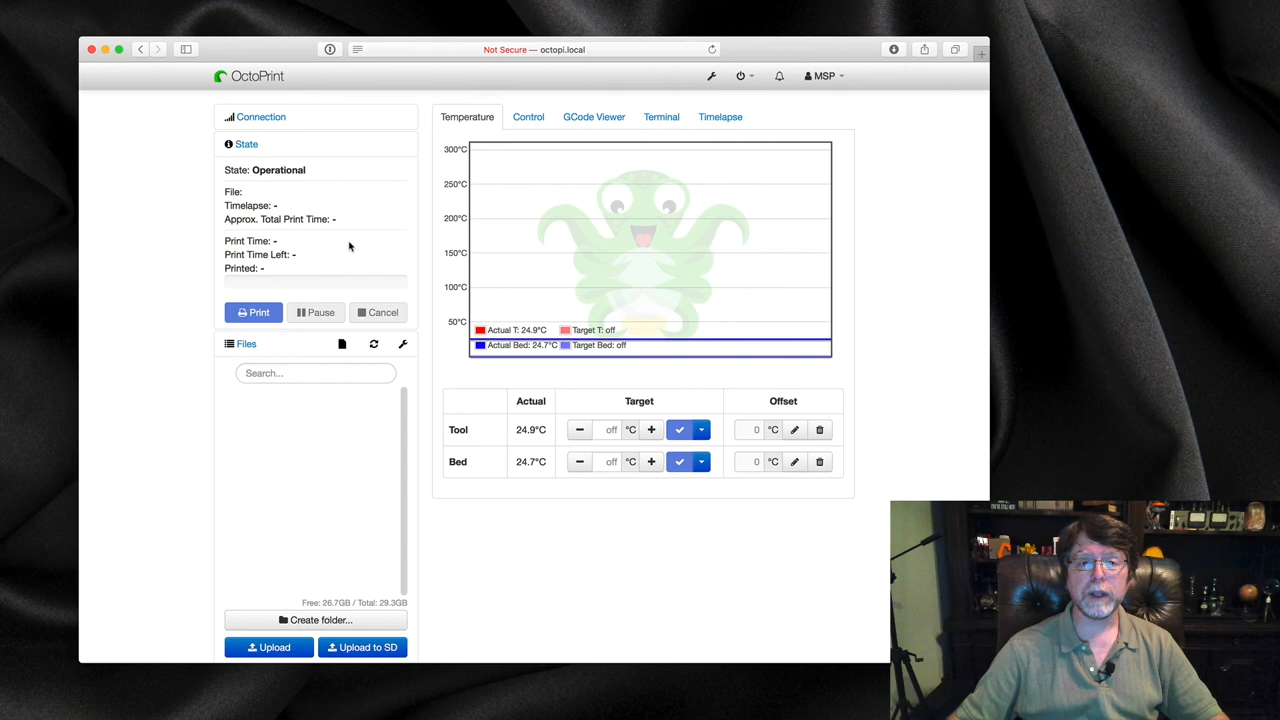 Not Secure — octopi.local
OctoPrint
MSP
Connection
State
State: Operational
File:
Timelapse: -
Approx. Total Print Time: -
Print Time: -
Print Time Left: -
Printed: -
Print Pause Cancel
Files
Search...
Free: 26.7GB / Total: 29.3GB
Create folder...
Upload Upload to SD
Temperature Control GCode Viewer Terminal Timelapse
300°C
250°C
200°C
150°C
100°C
50°C
Actual T: 24.9°C Target T: off
Actual Bed: 24.7°C Target Bed: off
Actual Target Offset
Tool 24.9°C off °C 0 °C
Bed 24.7°C off °C 0 °C